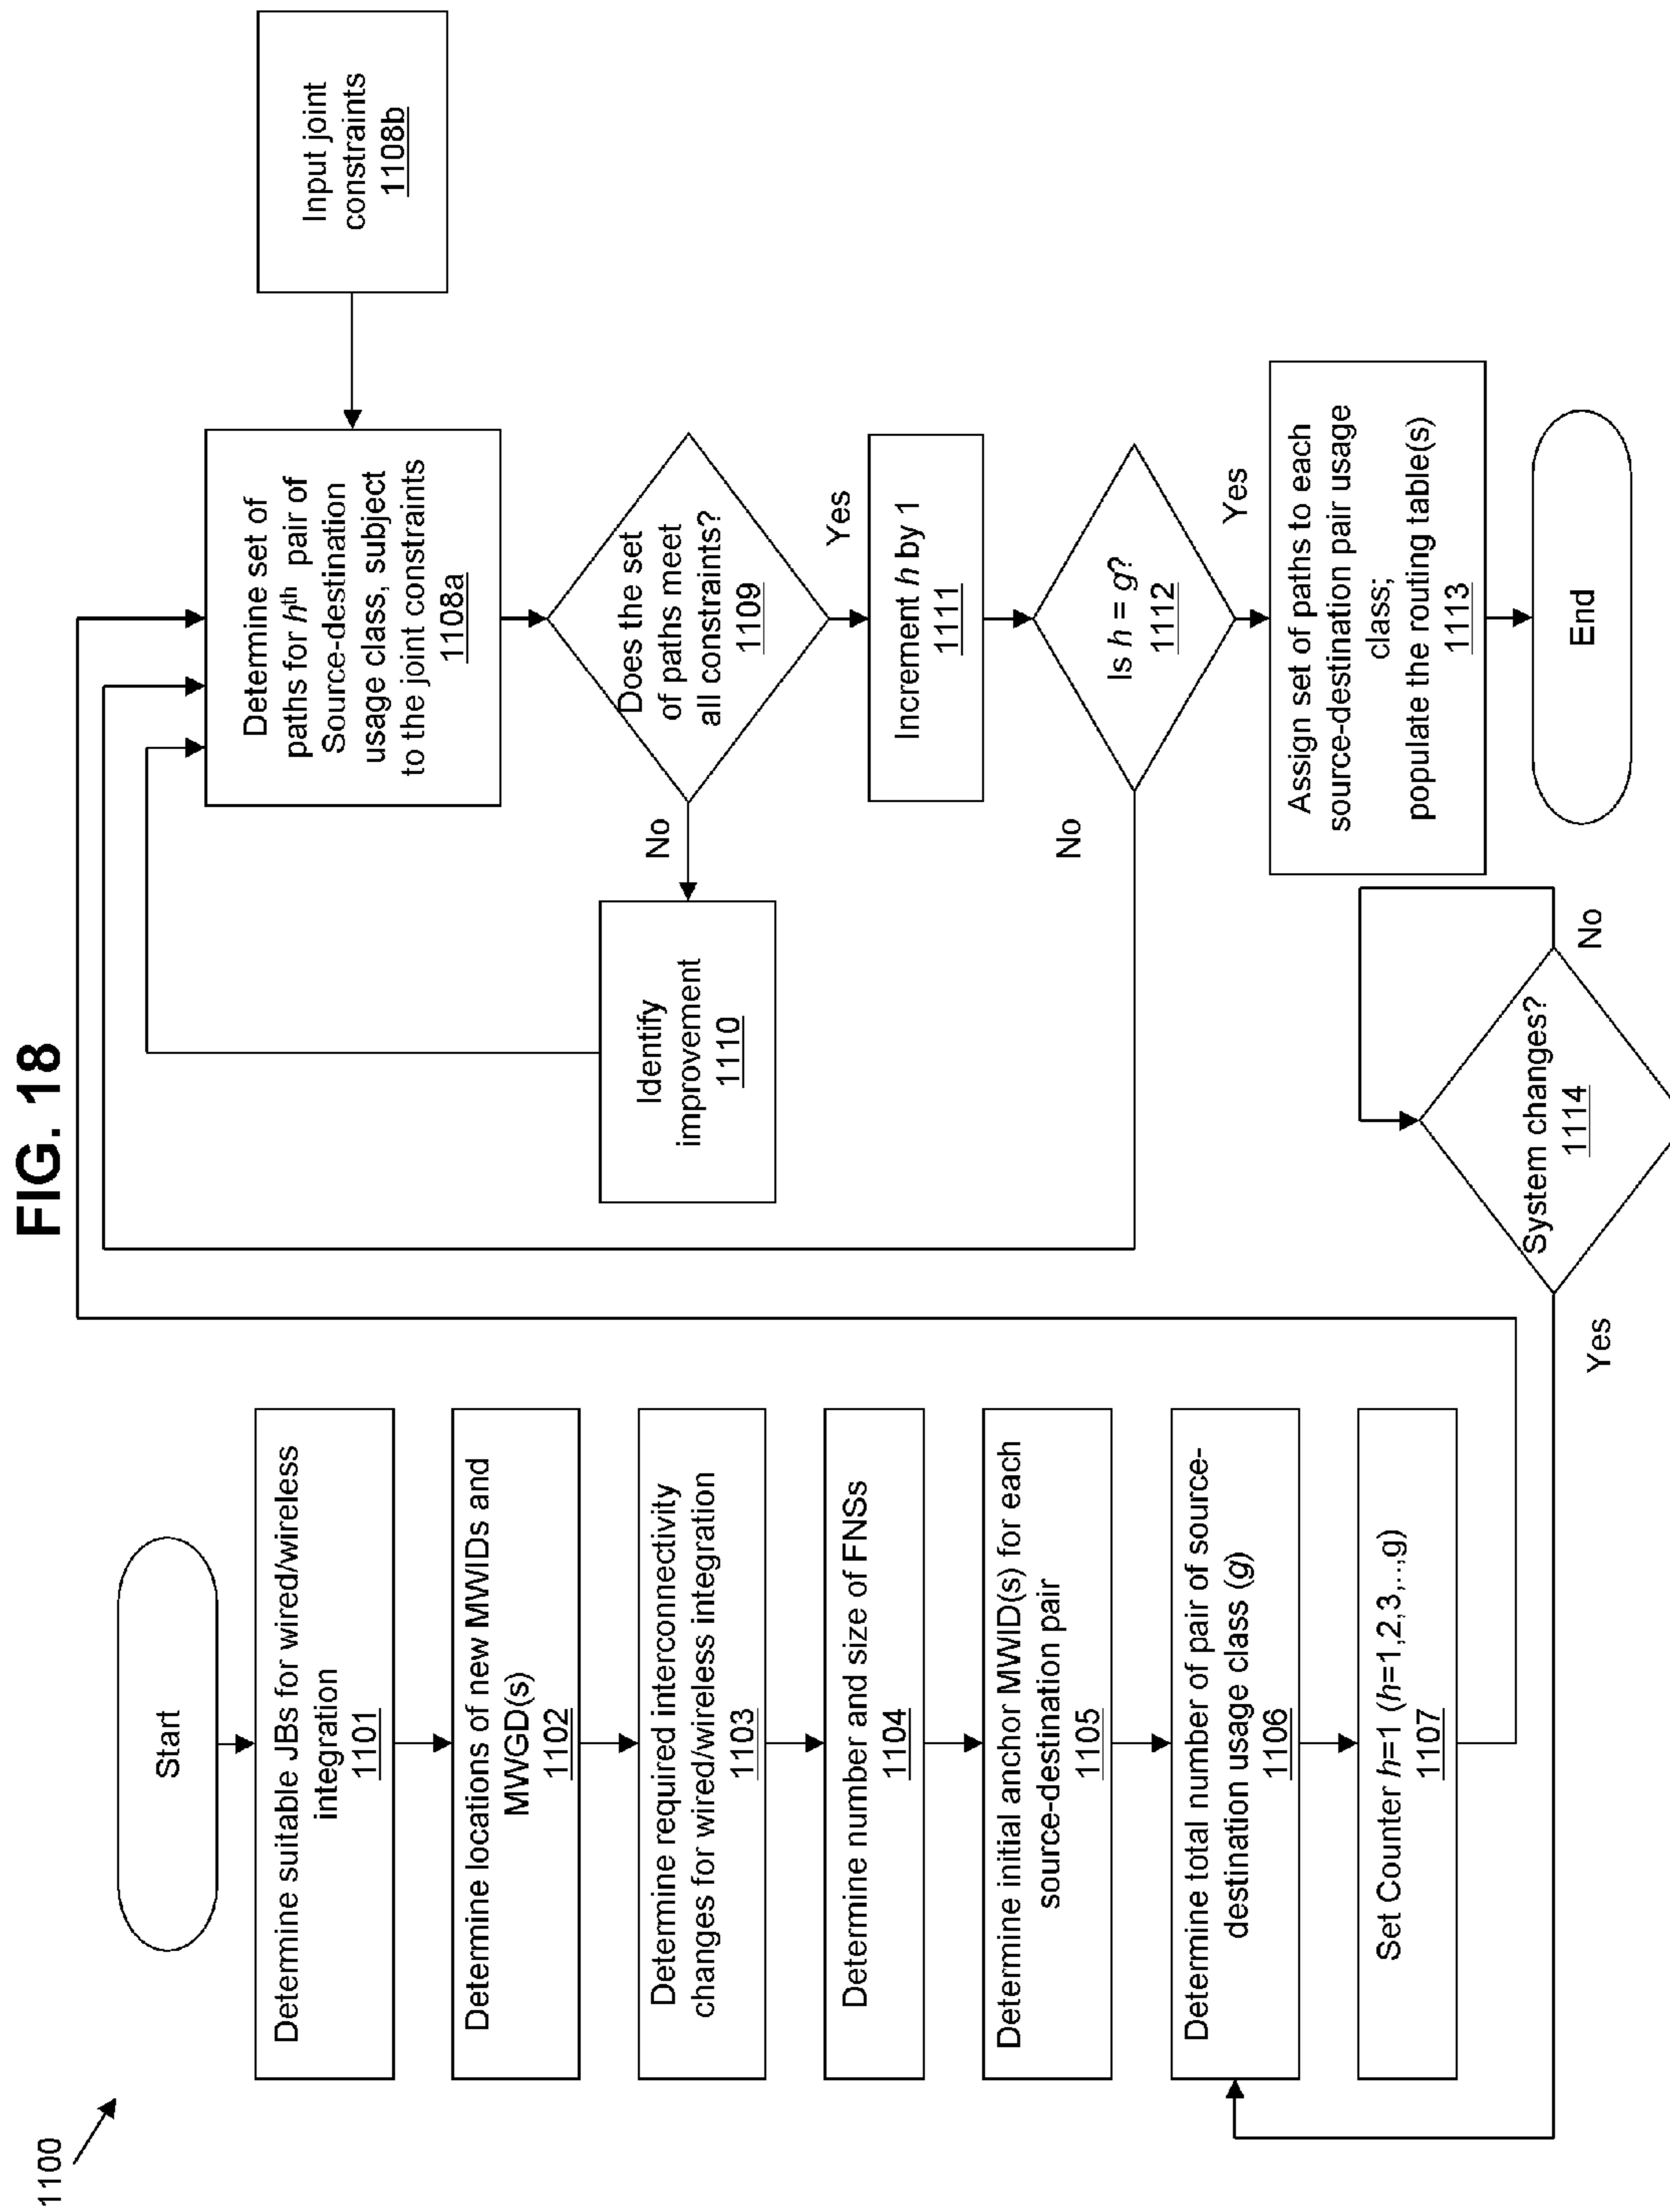 FIG. 18
1100
Start
Determine suitable JBs for wired/wireless
integration
1101
Determine locations of new MWIDs and
MWGD(s)
1102
Determine required interconnectivity
changes for wired/wireless integration
1103
Determine number and size of FNSs
1104
Determine initial anchor MWID(s) for each
source-destination pair
1105
Determine total number of pair of source-
destination usage class (g)
1106
Set Counter h=1 (h=1,2,3,..,g)
1107
Input joint
constraints
1108b
Determine set of
paths for hth pair of
Source-destination
usage class, subject
to the joint constraints
1108a
Does the set
of paths meet
all constraints?
1109
No
Yes
Identify
improvement
1110
Increment h by 1
1111
Is h = g?
1112
No
Yes
Assign set of paths to each
source-destination pair usage
class;
populate the routing table(s)
1113
End
System changes?
1114
No
Yes